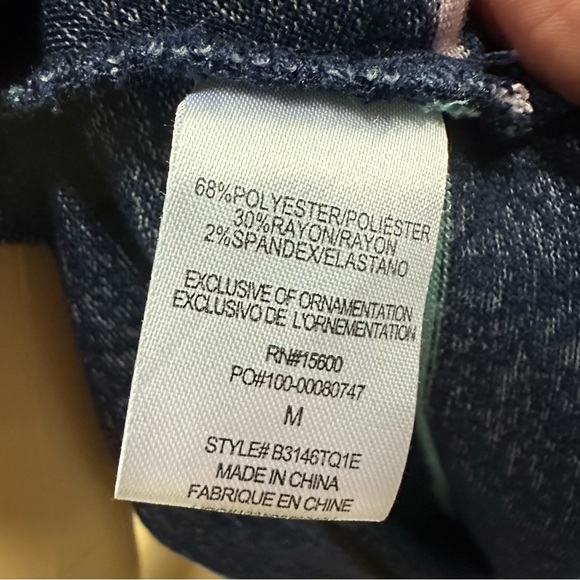 68%POLYESTER/POLIÉSTER
30%RAYON/RAYON
2%SPANDEX/ELASTANO
EXCLUSIVE OF ORNAMENTATION
EXCLUSIVO DE L'ORNEMENTATION
RN#15600
PO#100-00080747
M
STYLE# B3146TQ1E
MADE IN CHINA
FABRIQUE EN CHINE